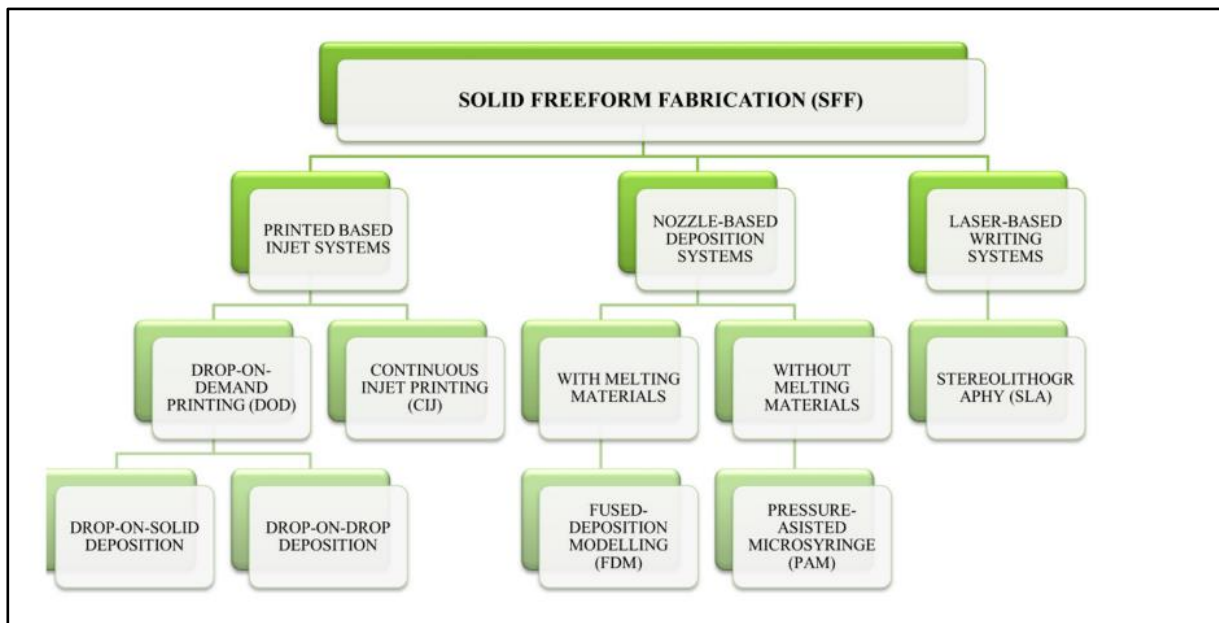 SOLID FREEFORM FABRICATION (SFF)
PRINTED BASED
INJET SYSTEMS
NOZZLE-BASED
DEPOSITION
SYSTEMS
LASER-BASED
WRITING
SYSTEMS
DROP-ON-
DEMAND
PRINTING (DOD)
CONTINUOUS
INJET PRINTING
(CIJ)
WITH MELTING
MATERIALS
WITHOUT
MELTING
MATERIALS
STEREOLITHOGR
APHY (SLA)
DROP-ON-SOLID
DEPOSITION
DROP-ON-DROP
DEPOSITION
FUSED-
DEPOSITION
MODELLING
(FDM)
PRESSURE-
ASISTED
MICROSYRINGE
(PAM)